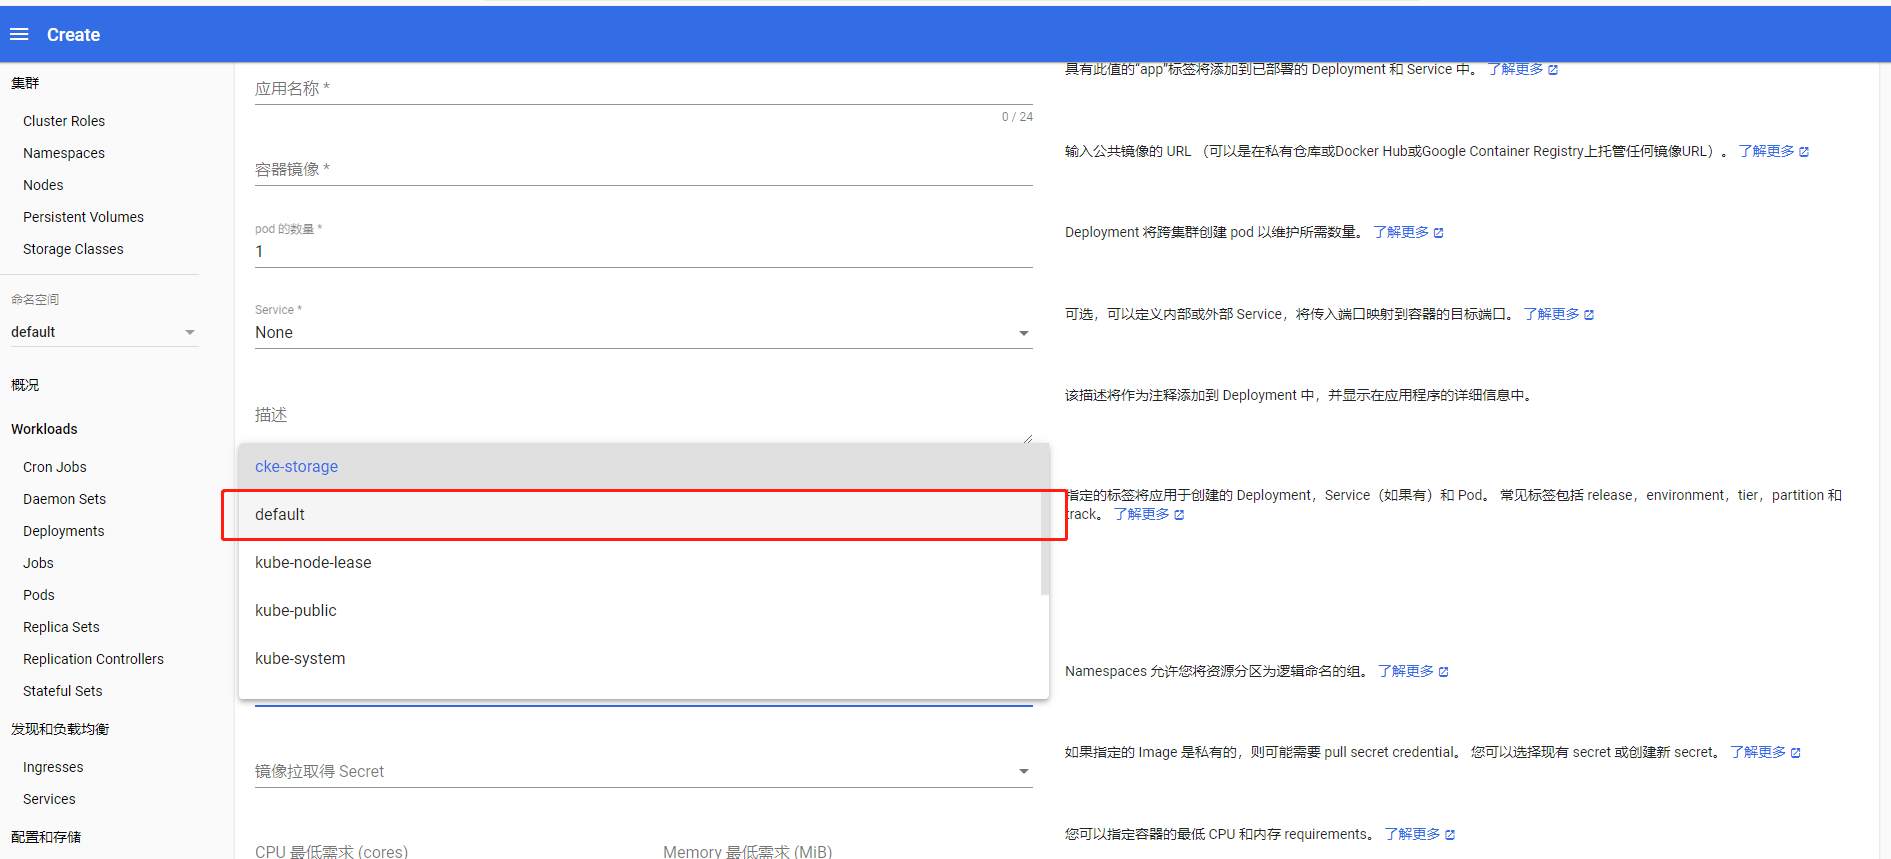 Create
集群
Cluster Roles
Namespaces
Nodes
Persistent Volumes
Storage Classes
命名空间
default
概况
Workloads
Cron Jobs
Daemon Sets
Deployments
Jobs
Pods
Replica Sets
Replication Controllers
Stateful Sets
发现和负载均衡
Ingresses
Services
配置和存储
应用名称 *
0 / 24
容器镜像 *
pod 的数量 *
1
Service *
None
描述
cke-storage
default
kube-node-lease
kube-public
kube-system
镜像拉取得 Secret
CPU 最低需求 (cores)
Memory 最低需求 (MiB)
具有此值的“app”标签将添加到已部署的 Deployment 和 Service 中。 了解更多
输入公共镜像的 URL （可以是在私有仓库或Docker Hub或Google Container Registry上托管任何镜像URL）。 了解更多
Deployment 将跨集群创建 pod 以维护所需数量。 了解更多
可选，可以定义内部或外部 Service，将传入端口映射到容器的目标端口。 了解更多
该描述将作为注释添加到 Deployment 中，并显示在应用程序的详细信息中。
指定的标签将应用于创建的 Deployment，Service（如果有）和 Pod。 常见标签包括 release，environment，tier，partition 和
track。 了解更多
Namespaces 允许您将资源分区为逻辑命名的组。 了解更多
如果指定的 Image 是私有的，则可能需要 pull secret credential。 您可以选择现有 secret 或创建新 secret。 了解更多
您可以指定容器的最低 CPU 和内存 requirements。 了解更多